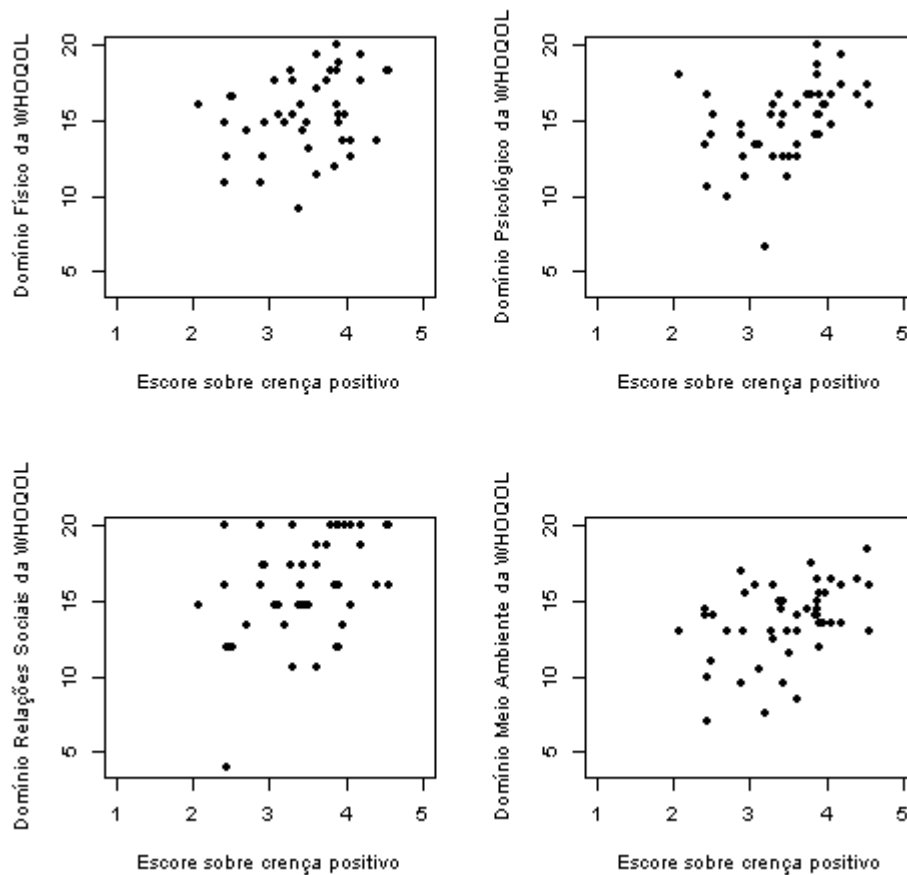 Domínio Físico da WHOQOL
20
15
10
5
1 2 3 4 5
Escore sobre crença positivo
Domínio Psicológico da WHOQOL
20
15
10
5
1 2 3 4 5
Escore sobre crença positivo
Domínio Relações Sociais da WHOQOL
20
15
10
5
1 2 3 4 5
Escore sobre crença positivo
Domínio Meio Ambiente da WHOQOL
20
15
10
5
1 2 3 4 5
Escore sobre crença positivo